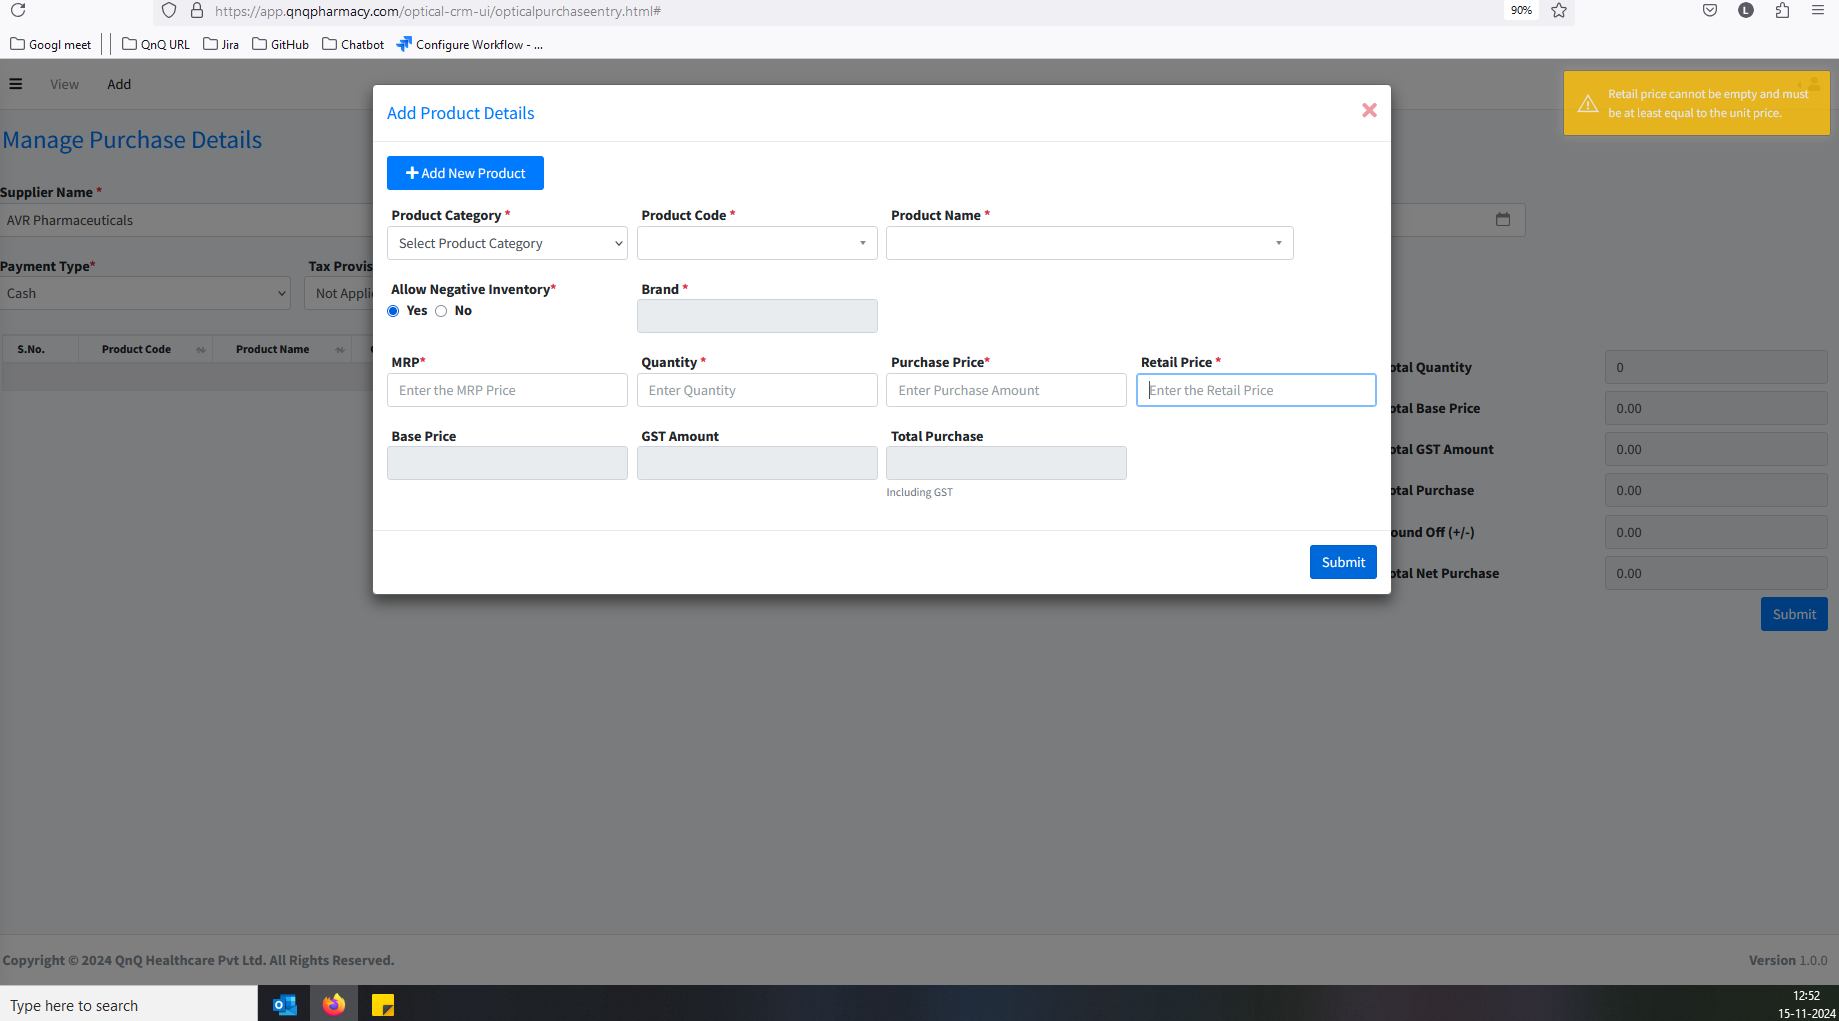 https://app.qnqpharmacy.com/optical-crm-ui/opticalpurchaseentry.html#
90%
L
Googl meet
QnQ URL
Jira
GitHub
Chatbot
Configure Workflow - ...
View
Add
Retail price cannot be empty and must
be at least equal to the unit price.
Add Product Details
Manage Purchase Details
Add New Product
Supplier Name *
AVR Pharmaceuticals
Product Category *
Product Code *
Product Name *
Select Product Category
Payment Type*
Tax Provis
Cash
Not Appli
Allow Negative Inventory*
Brand *
Yes
No
S.No.
Product Code
Product Name
MRP*
Quantity *
Purchase Price*
Retail Price *
Enter the MRP Price
Enter Quantity
Enter Purchase Amount
Enter the Retail Price
Base Price
GST Amount
Total Purchase
Including GST
Submit
otal Quantity
0
otal Base Price
0.00
otal GST Amount
0.00
otal Purchase
0.00
ound Off (+/-)
0.00
otal Net Purchase
0.00
Submit
Copyright © 2024 QnQ Healthcare Pvt Ltd. All Rights Reserved.
Version 1.0.0
Type here to search
12:52
15-11-2024